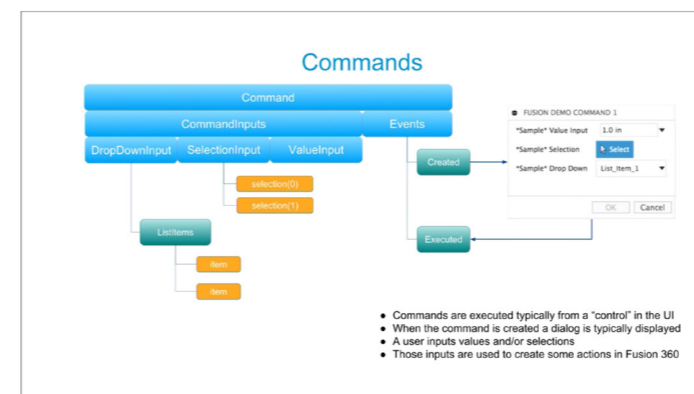 Commands
Command
CommandInputs
Events
DropDownInput
SelectionInput
ValueInput
Created
selection(0)
selection(1)
ListItems
item
item
Executed
FUSION DEMO COMMAND 1
*Sample* Value Input 1.0 in
*Sample* Selection Select
*Sample* Drop Down List_Item_1
OK Cancel
● Commands are executed typically from a "control" in the UI
● When the command is created a dialog is typically displayed
● A user inputs values and/or selections
● Those inputs are used to create some actions in Fusion 360